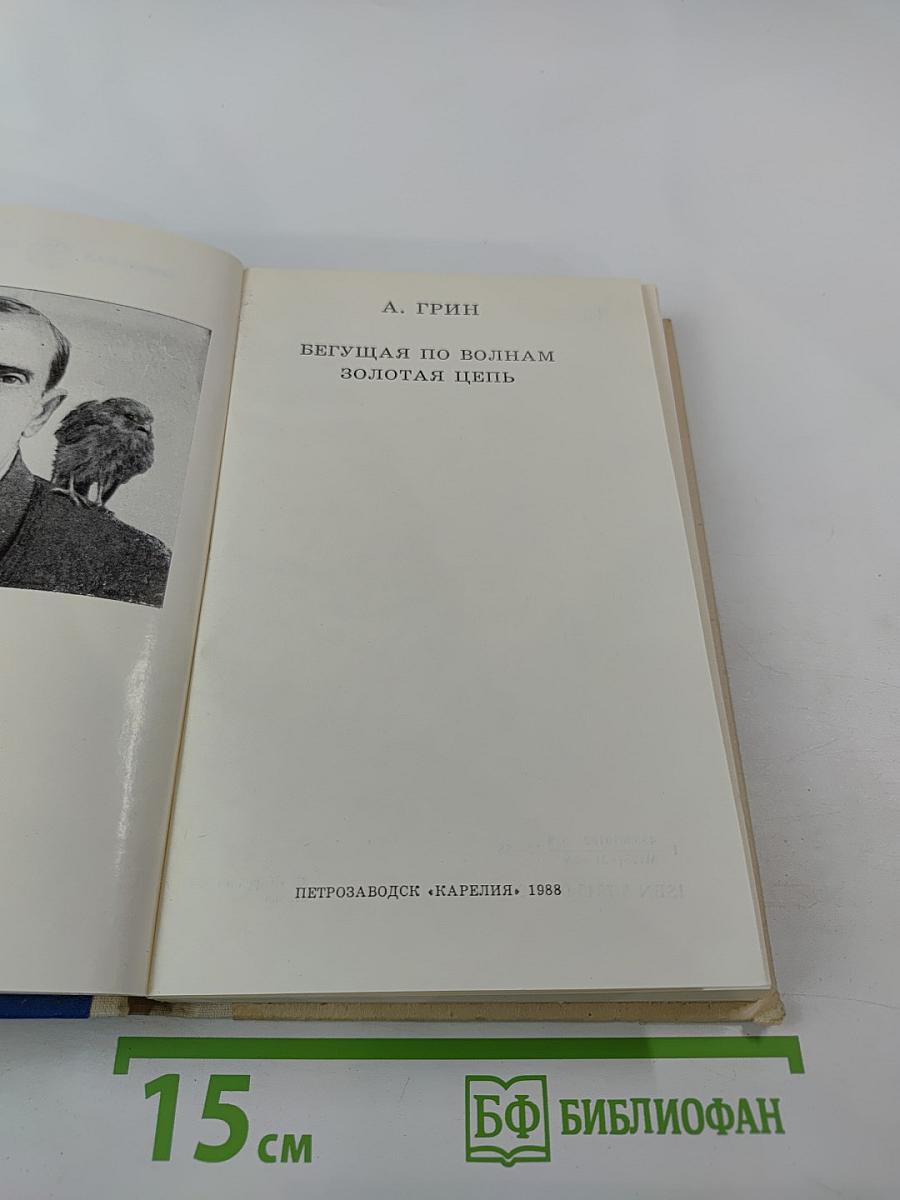 А. ГРИН
БЕГУЩАЯ ПО ВОЛНАМ
ЗОЛОТАЯ ЦЕПЬ
ПЕТРОЗАВОДСК «КАРЕЛИЯ» 1988
15 см
БФ БИБЛИОФАН